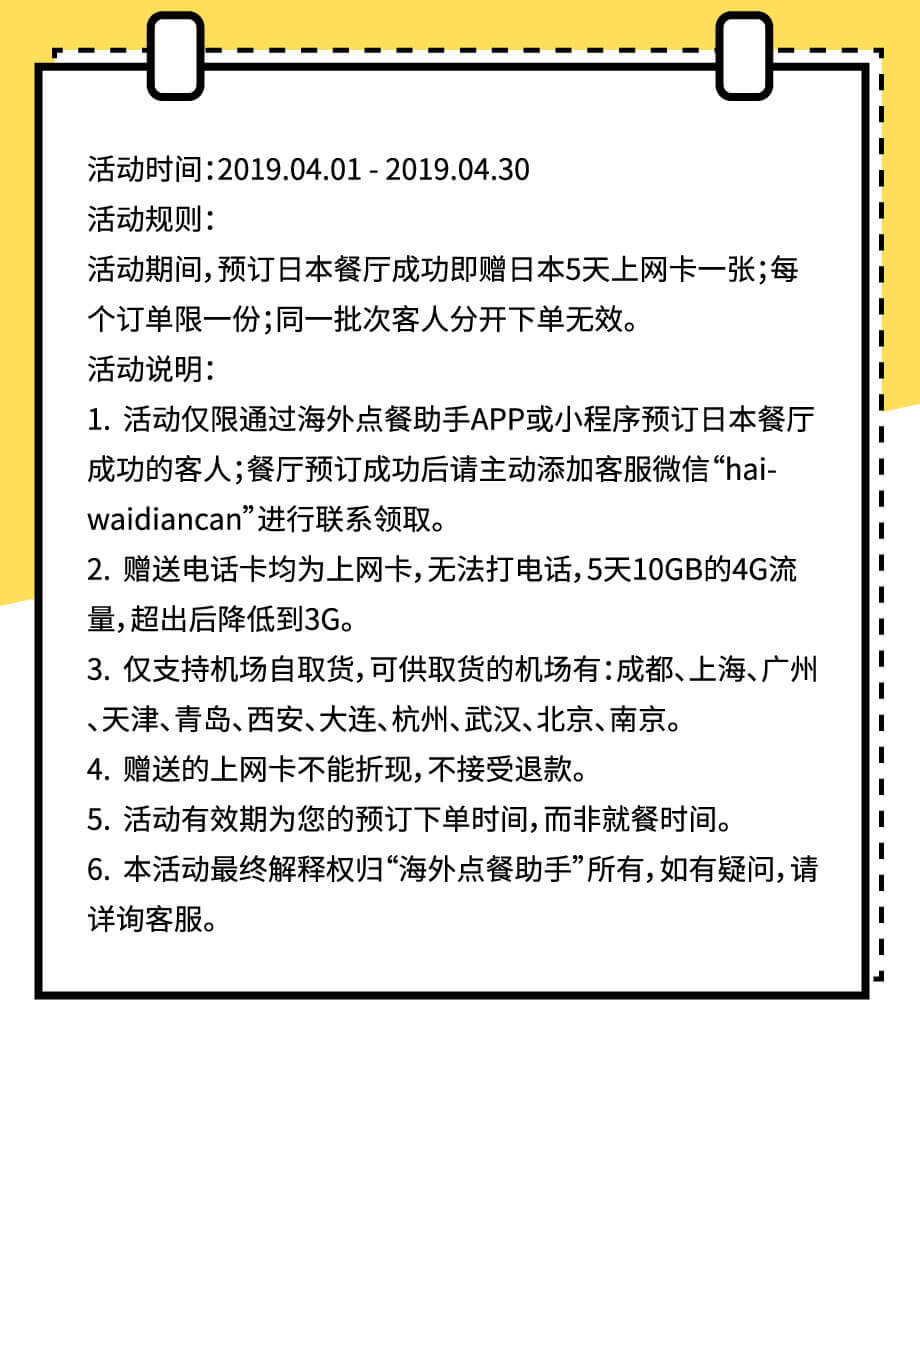 活动时间：2019.04.01 - 2019.04.30
活动规则：
活动期间，预订日本餐厅成功即赠日本5天上网卡一张；每
个订单限一份；同一批次客人分开下单无效。
活动说明：
1. 活动仅限通过海外点餐助手APP或小程序预订日本餐厅
成功的客人；餐厅预订成功后请主动添加客服微信“hai-
waidiancan”进行联系领取。
2. 赠送电话卡均为上网卡，无法打电话，5天10GB的4G流
量，超出后降低到3G。
3. 仅支持机场自取货，可供取货的机场有：成都、上海、广州
、天津、青岛、西安、大连、杭州、武汉、北京、南京。
4. 赠送的上网卡不能折现，不接受退款。
5. 活动有效期为您的预订下单时间，而非就餐时间。
6. 本活动最终解释权归“海外点餐助手”所有，如有疑问，请
详询客服。